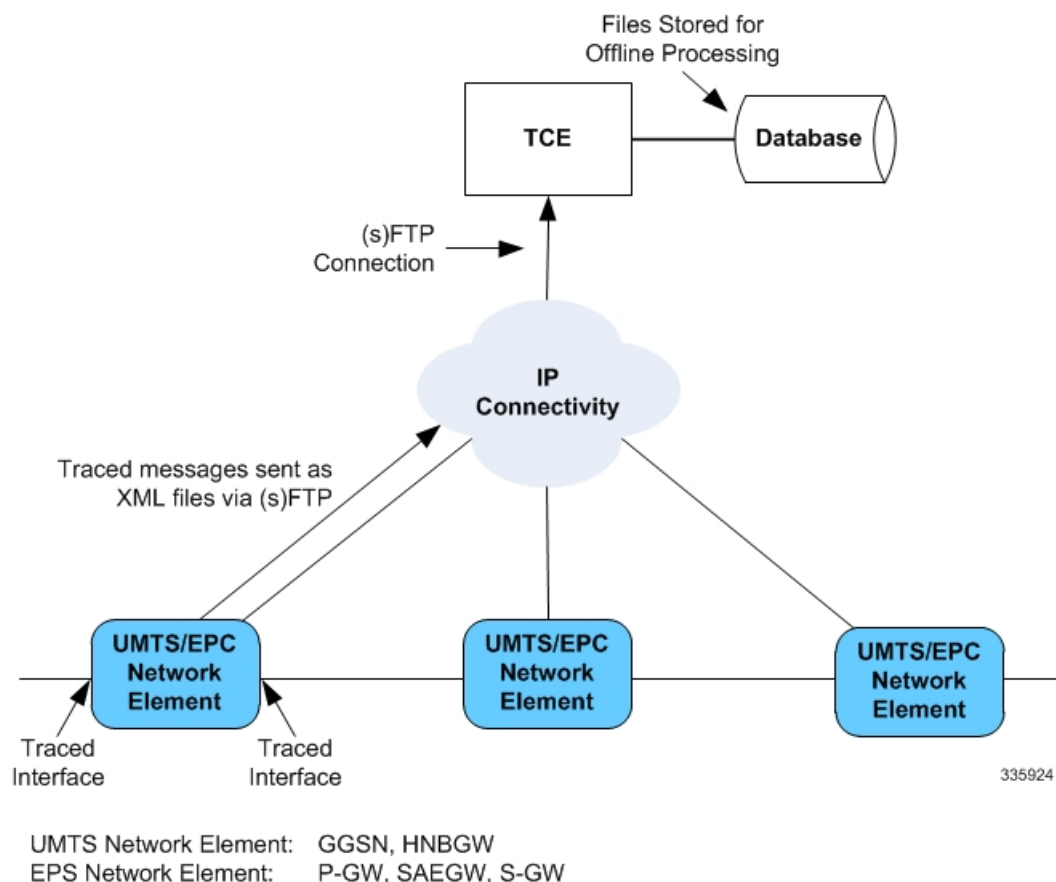 Files Stored for
Offline Processing
TCE
Database
(s)FTP
Connection
IP
Connectivity
Traced messages sent as
XML files via (s)FTP
UMTS/EPC
Network
Element
UMTS/EPC
Network
Element
UMTS/EPC
Network
Element
Traced
Interface
Traced
Interface
335924
UMTS Network Element: GGSN, HNBGW
EPS Network Element: P-GW, SAEGW, S-GW